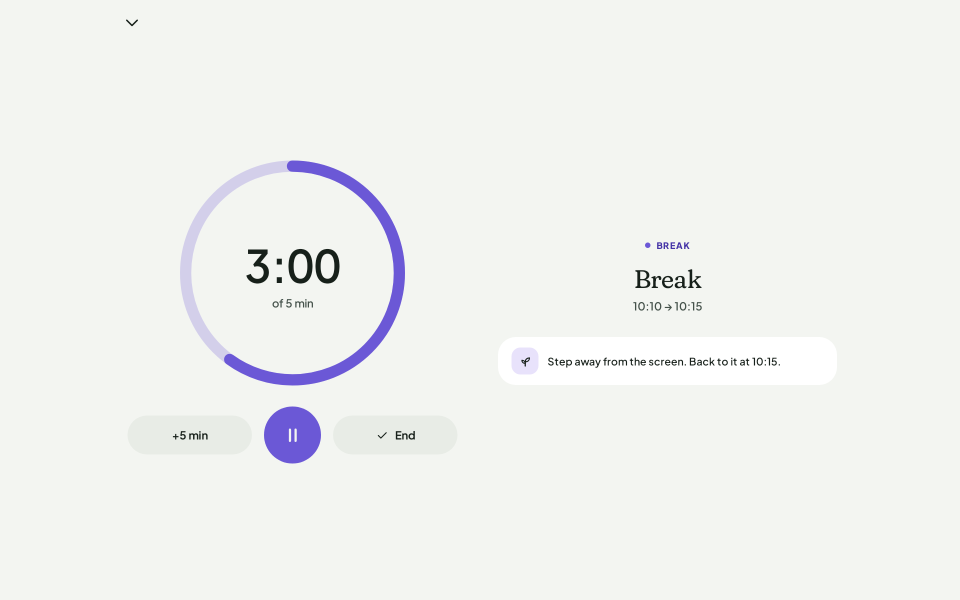 3:00
of 5 min
+5 min
End
BREAK
Break
10:10 → 10:15
Step away from the screen. Back to it at 10:15.